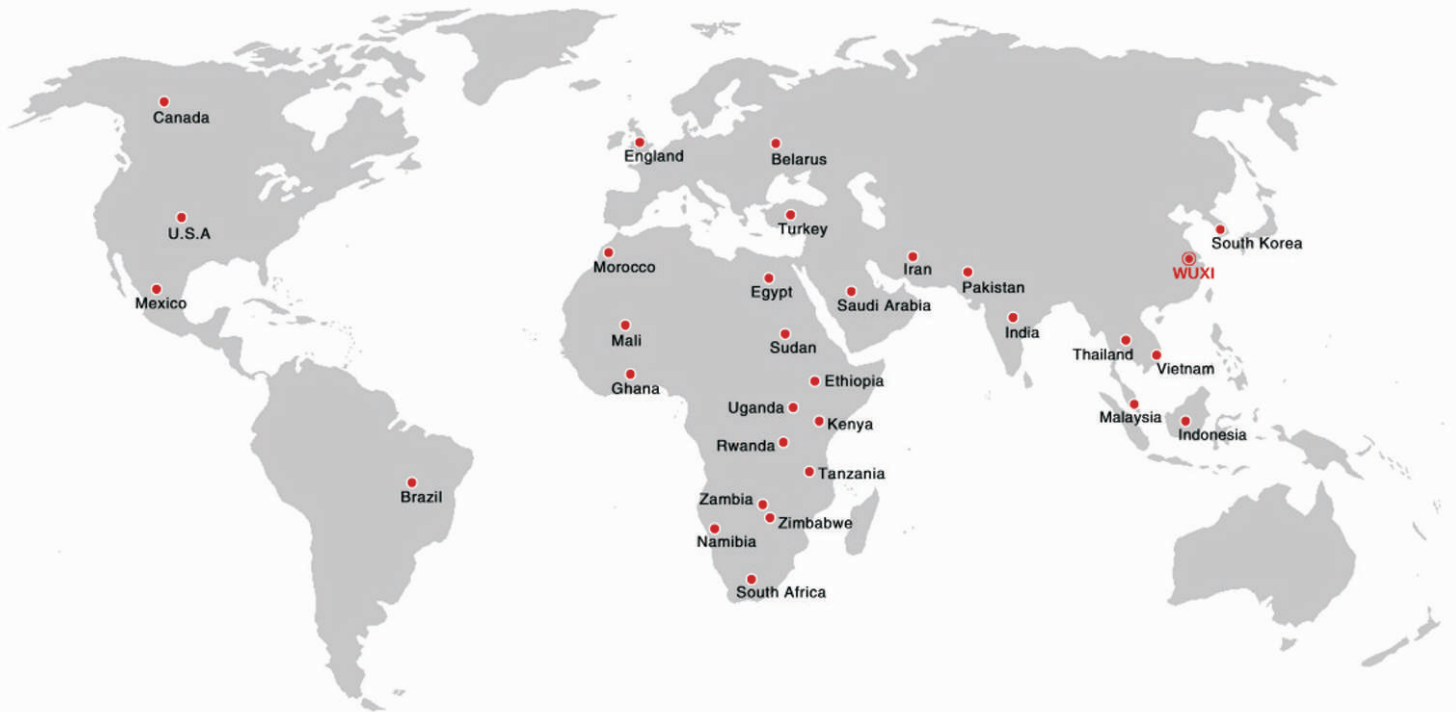 Canada
England
Belarus
U.S.A
Turkey
South Korea
Morocco
Iran
WUXI
Mexico
Egypt
Pakistan
Saudi Arabia
Mali
Sudan
India
Thailand
Vietnam
Ghana
Ethiopia
Uganda
Kenya
Malaysia
Indonesia
Rwanda
Tanzania
Brazil
Zambia
Zimbabwe
Namibia
South Africa